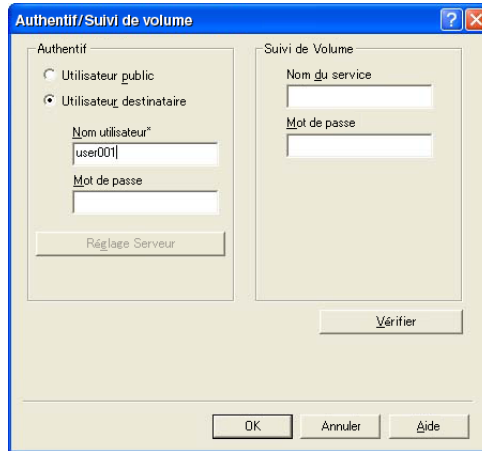 Authentif/Suivi de volume
Authentif
Utilisateur public
Utilisateur destinataire
Nom utilisateur*
user001
Mot de passe
Réglage Serveur
Suivi de Volume
Nom du service
Mot de passe
Vérifier
OK
Annuler
Aide